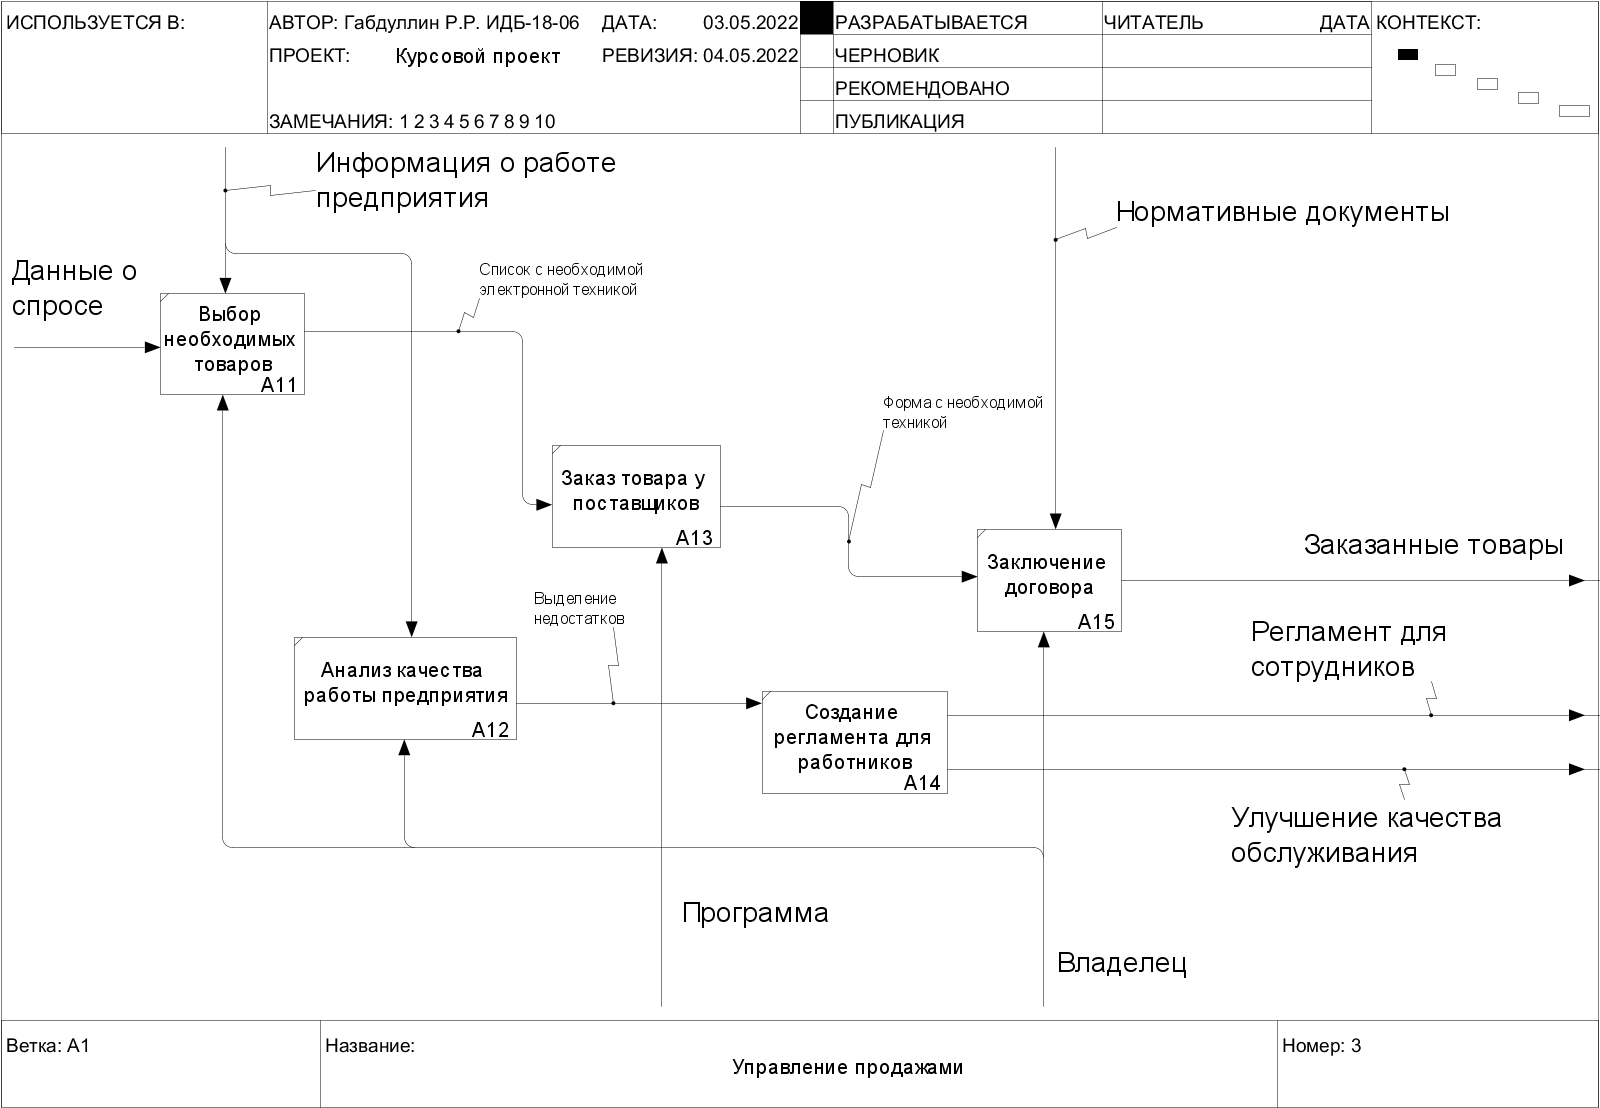 ИСПОЛЬЗУЕТСЯ В:
АВТОР: Габдуллин Р.Р. ИДБ-18-06
ДАТА: 03.05.2022
ПРОЕКТ: Курсовой проект
РЕВИЗИЯ: 04.05.2022
ЗАМЕЧАНИЯ: 1 2 3 4 5 6 7 8 9 10
РАЗРАБАТЫВАЕТСЯ
ЧЕРНОВИК
РЕКОМЕНДОВАНО
ПУБЛИКАЦИЯ
ЧИТАТЕЛЬ ДАТА
КОНТЕКСТ:
Информация о работе
предприятия
Нормативные документы
Данные о
спросе
Список с необходимой
электронной техникой
Выбор
необходимых
товаров
A11
Форма с необходимой
техникой
Заказ товара у
поставщиков
A13
Заключение
договора
A15
Заказанные товары
Выделение
недостатков
Регламент для
сотрудников
Анализ качества
работы предприятия
A12
Создание
регламента для
работников
A14
Улучшение качества
обслуживания
Программа
Владелец
Ветка: A1
Название:
Управление продажами
Номер: 3